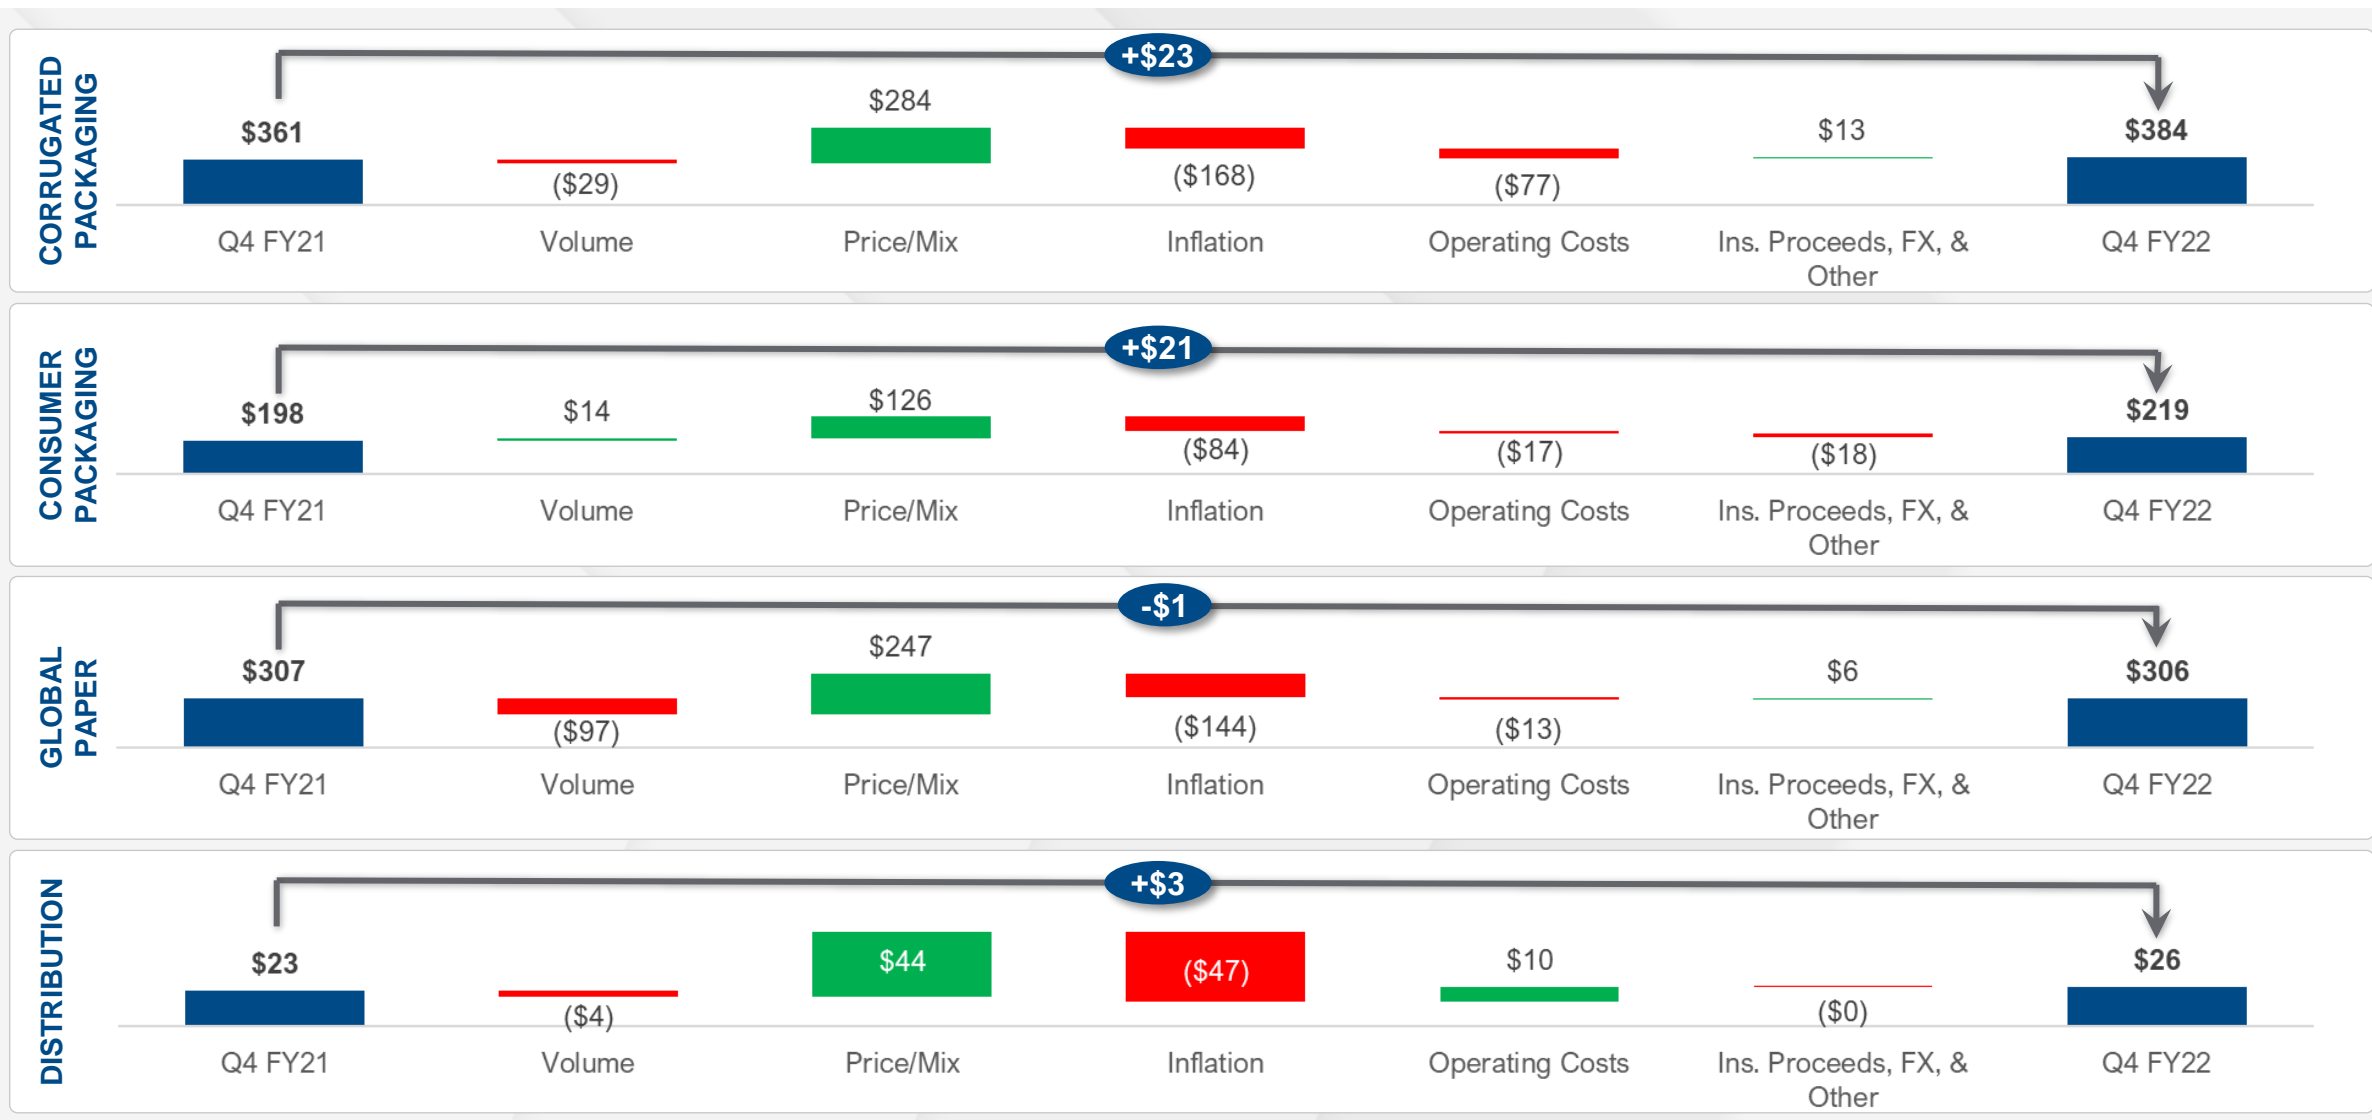 CORRUGATED
PACKAGING
+$23
$361
($29)
$284
($168)
($77)
$13
$384
Q4 FY21
Volume
Price/Mix
Inflation
Operating Costs
Ins. Proceeds, FX, &
Other
Q4 FY22
CONSUMER
PACKAGING
+$21
$198
$14
$126
($84)
($17)
($18)
$219
Q4 FY21
Volume
Price/Mix
Inflation
Operating Costs
Ins. Proceeds, FX, &
Other
Q4 FY22
GLOBAL
PAPER
-$1
$307
($97)
$247
($144)
($13)
$6
$306
Q4 FY21
Volume
Price/Mix
Inflation
Operating Costs
Ins. Proceeds, FX, &
Other
Q4 FY22
DISTRIBUTION
+$3
$23
($4)
$44
($47)
$10
($0)
$26
Q4 FY21
Volume
Price/Mix
Inflation
Operating Costs
Ins. Proceeds, FX, &
Other
Q4 FY22